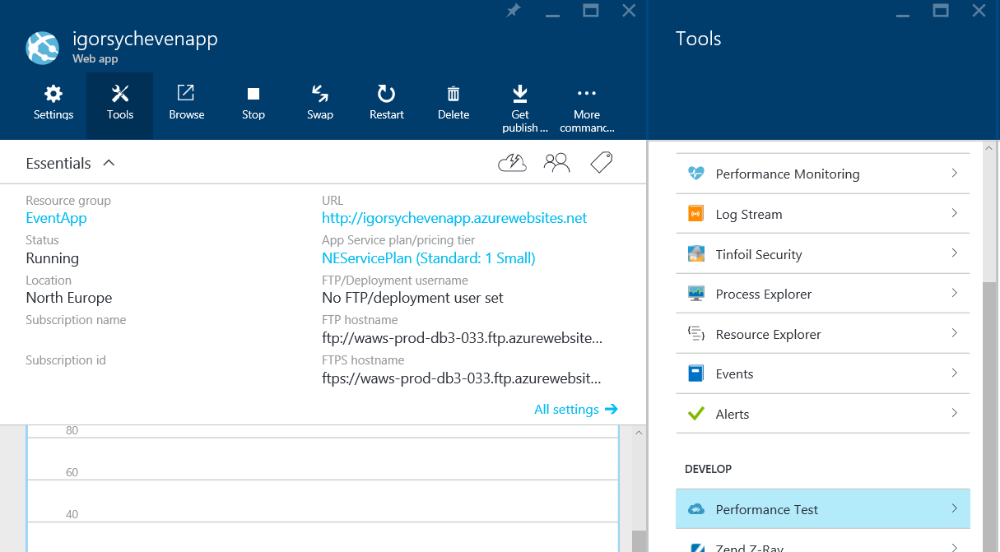 igorsychevenapp
Web app
Settings
Tools
Browse
Stop
Swap
Restart
Delete
Get
publish ...
More
commanc...
Essentials
Resource group
EventApp
Status
Running
Location
North Europe
Subscription name
Subscription id
URL
http://igorsychevenapp.azurewebsites.net
App Service plan/pricing tier
NEServicePlan (Standard: 1 Small)
FTP/Deployment username
No FTP/deployment user set
FTP hostname
ftp://waws-prod-db3-033.ftp.azurewebsite...
FTPS hostname
ftps://waws-prod-db3-033.ftp.azurewebsit...
All settings
80
60
40
Tools
Performance Monitoring
Log Stream
Tinfoil Security
Process Explorer
Resource Explorer
Events
Alerts
DEVELOP
Performance Test
Zend Z-Ray